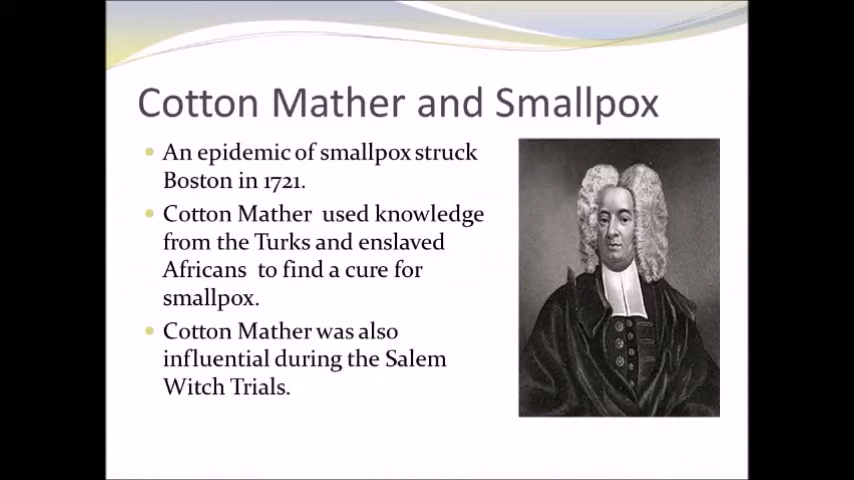 Cotton Mather and Smallpox
An epidemic of smallpox struck
Boston in 1721.
Cotton Mather  used knowledge
from the Turks and enslaved
Africans  to find a cure for
smallpox.
Cotton Mather was also
influential during the Salem
Witch Trials.